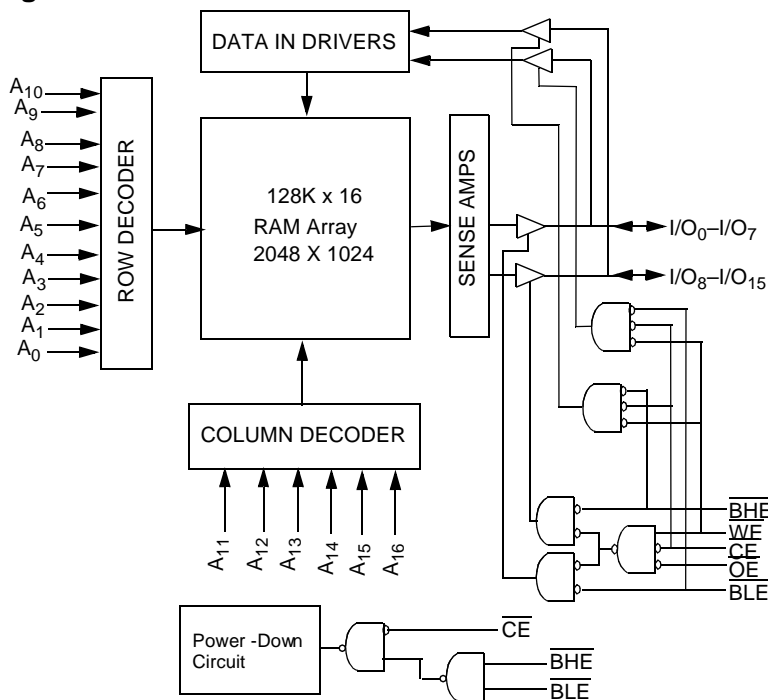 DATA IN DRIVERS
A10
A9
A8
A7
A6
A5
A4
A3
A2
A1
A0
ROW DECODER
128K x 16
RAM Array
2048 X 1024
SENSE AMPS
I/O0–I/O7
I/O8–I/O15
COLUMN DECODER
A11
A12
A13
A14
A15
A16
BHE
WE
CE
OE
BLE
Power -Down
Circuit
CE
BHE
BLE